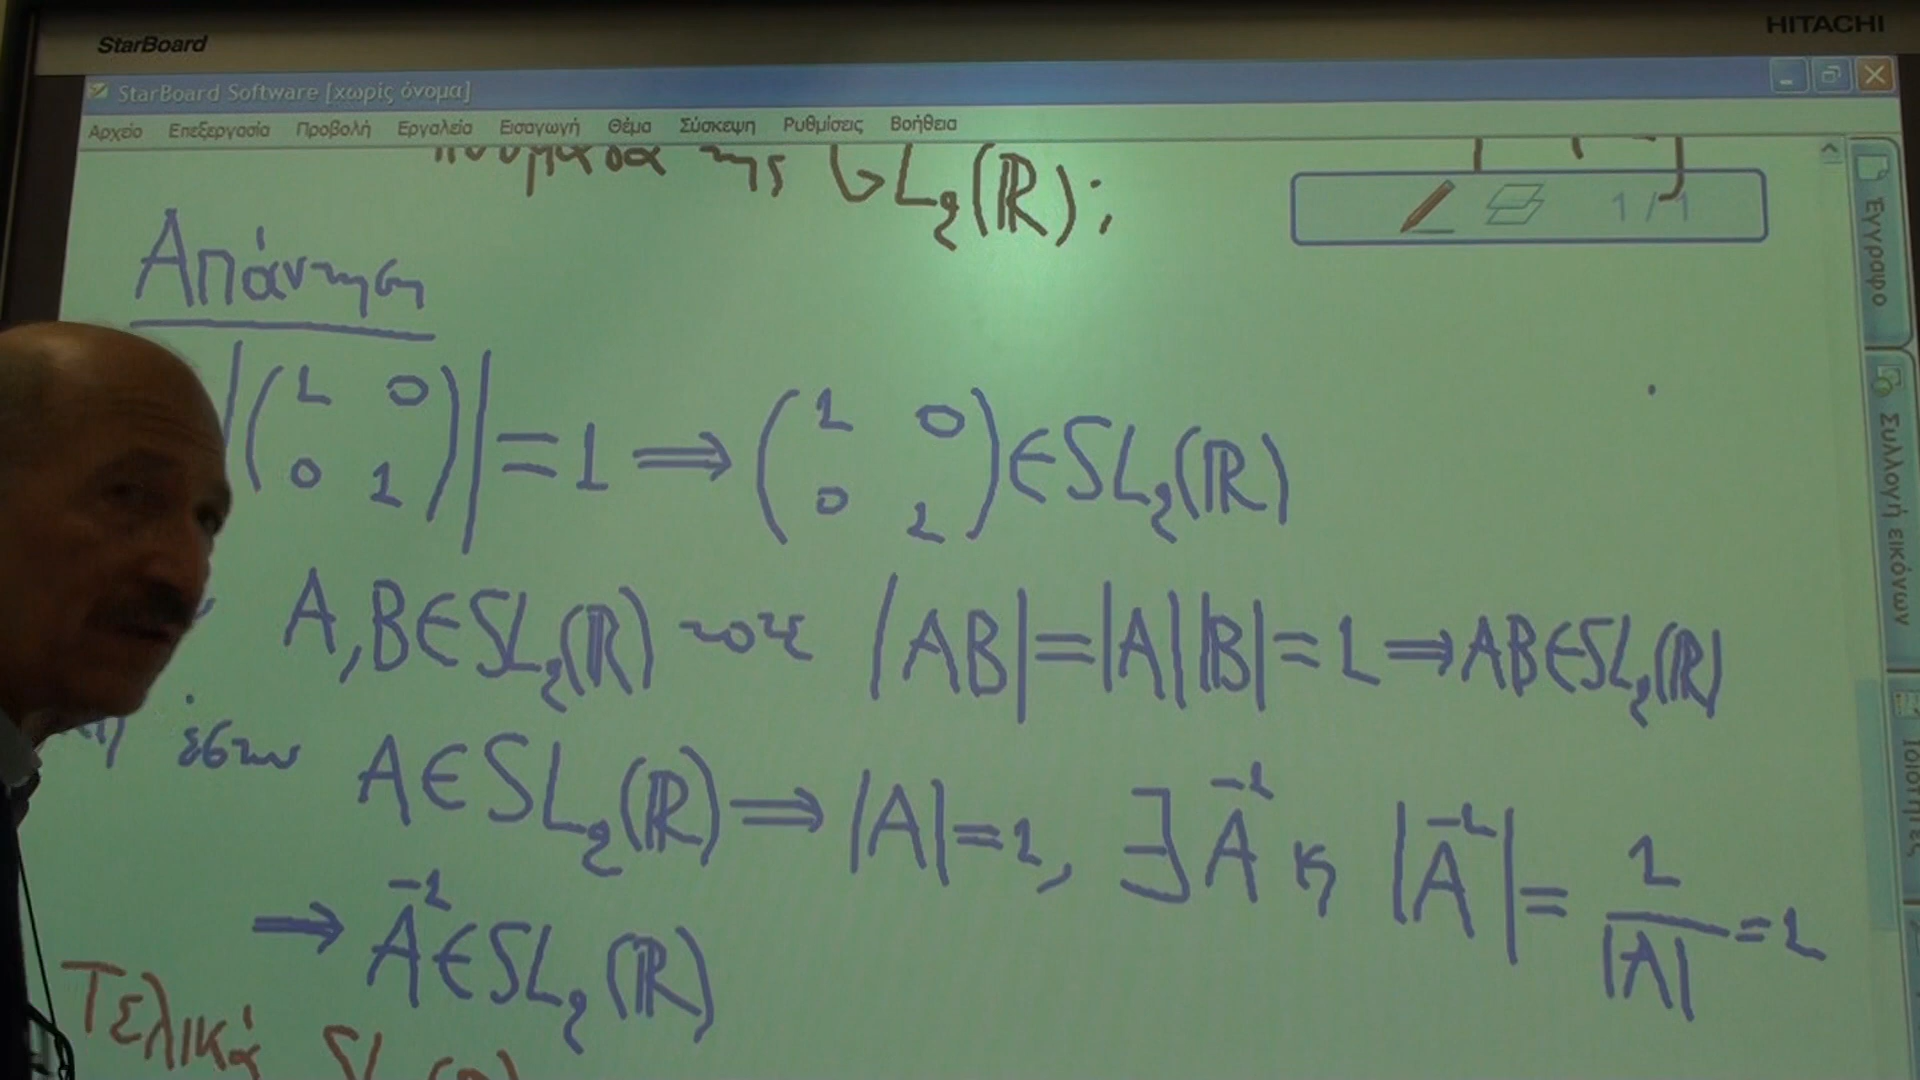 HITACHI
StarBoard
StarBoard Software [χωρίς όνομα]
Αρχείο Επεξεργασία Προβολή Εργαλεία Εισαγωγή Θέμα Σύσκεψη Ρυθμίσεις Βοήθεια
της GL₂(ℝ);
1 / 1
Απάντηση
|(1 0 0 1)| = 1 ⟹ (1 0 0 1) ∈ SL₂(ℝ)
A, B ∈ SL₂(ℝ) τότε |AB| = |A||B| = 1 ⟹ AB ∈ SL₂(ℝ)
έστω A ∈ SL₂(ℝ) ⟹ |A| = 1, ∃ A⁻¹ κ |A⁻¹| = 1/|A| = 1
⟹ A⁻¹ ∈ SL₂(ℝ)
Τελικά
Έγγραφο
Συλλογή εικόνων
Ιδιότητες